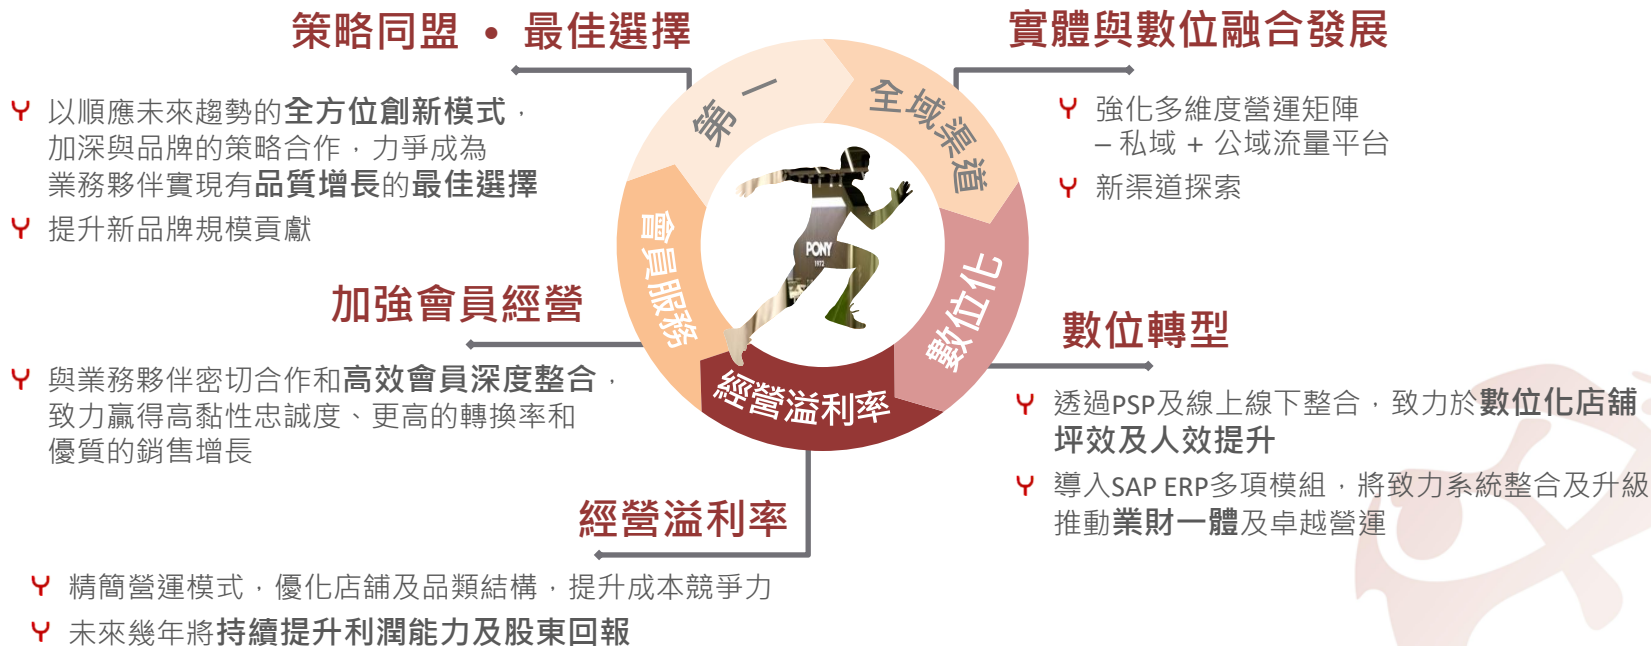 策略同盟 • 最佳選擇
以順應未來趨勢的全方位創新模式，
加深與品牌的策略合作，力爭成為
業務夥伴實現有品質增長的最佳選擇
提升新品牌規模貢獻
實體與數位融合發展
強化多維度營運矩陣
– 私域 + 公域流量平台
新渠道探索
第一
全域渠道
數位化
經營溢利率
會員服務
PONY
1972
加強會員經營
與業務夥伴密切合作和高效會員深度整合，
致力贏得高黏性忠誠度、更高的轉換率和
優質的銷售增長
數位轉型
透過PSP及線上線下整合，致力於數位化店舖
坪效及人效提升
導入SAP ERP多項模組，將致力系統整合及升級
推動業財一體及卓越營運
經營溢利率
精簡營運模式，優化店舖及品類結構，提升成本競爭力
未來幾年將持續提升利潤能力及股東回報